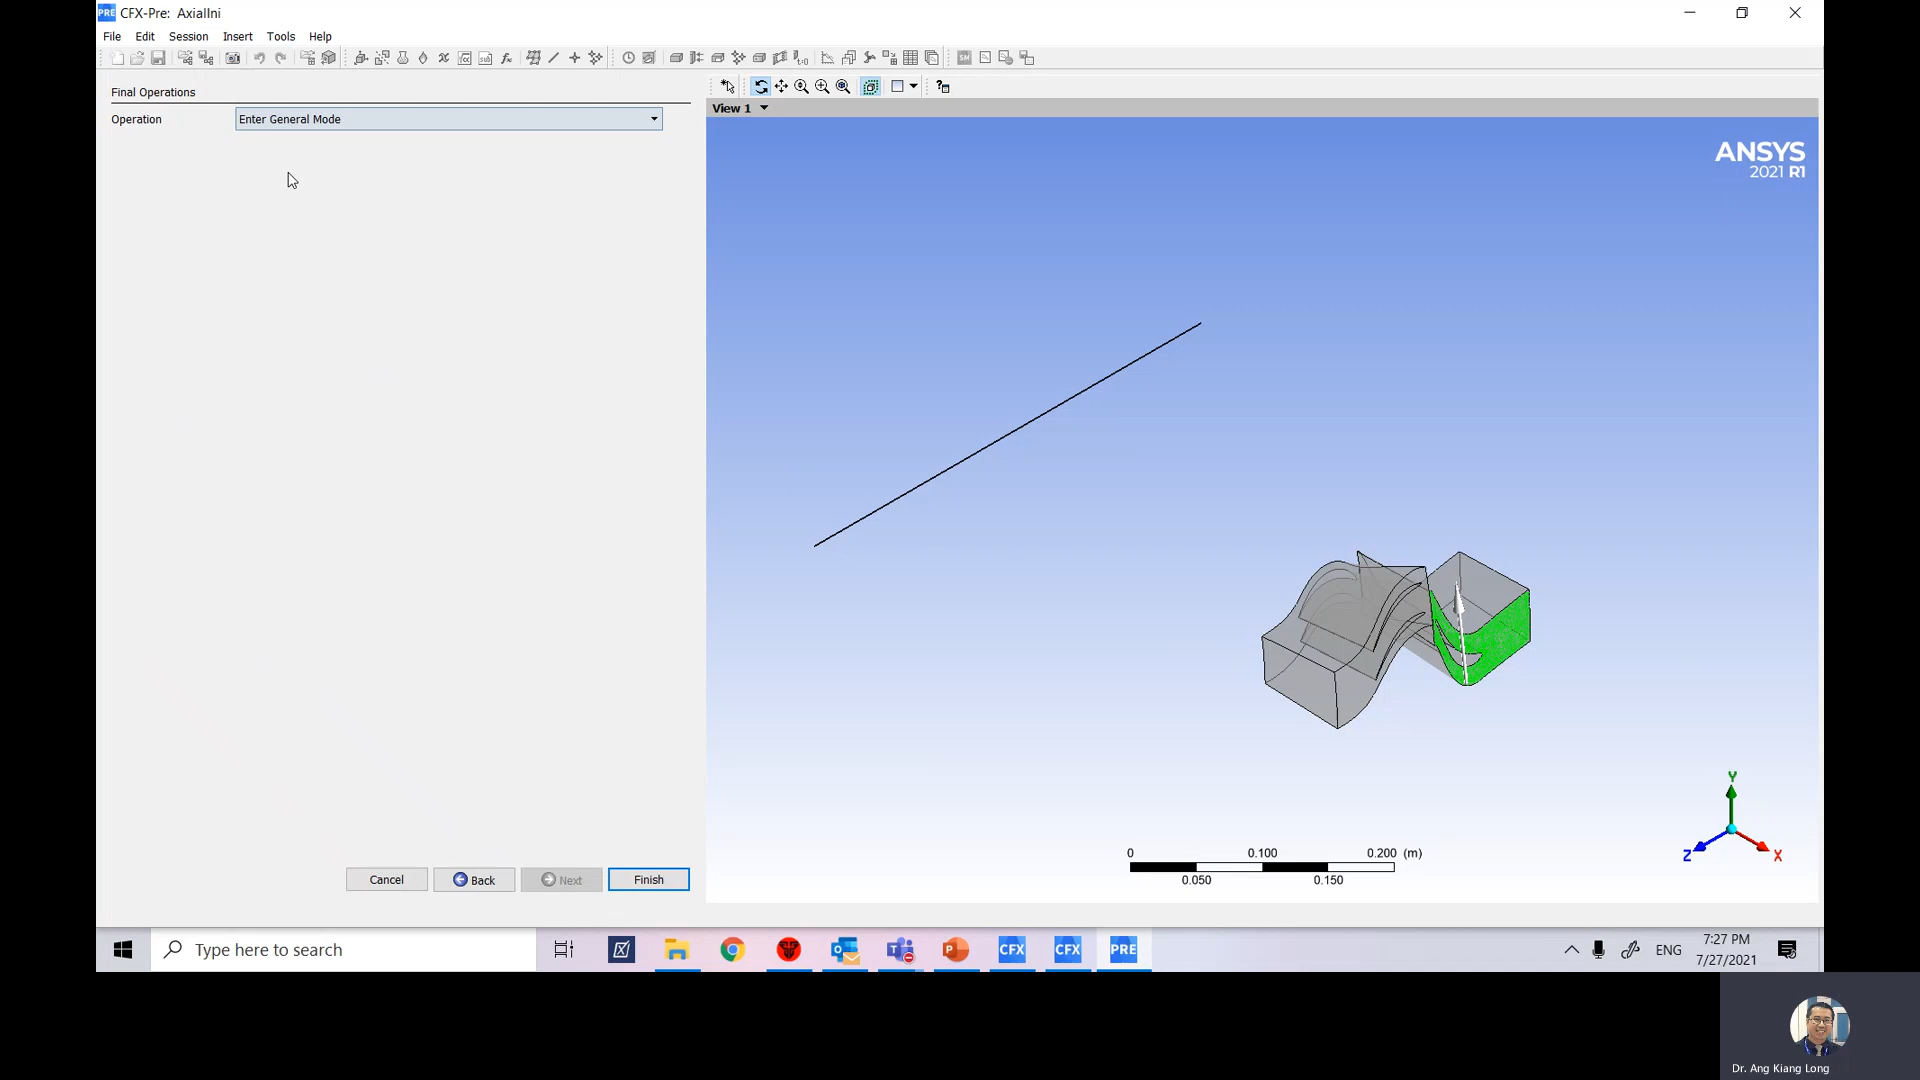 PRE CFX-Pre: AxialIni
File Edit Session Insert Tools Help
Final Operations
Operation Enter General Mode
View 1
ANSYS
2021 R1
0 0.100 0.200 (m)
0.050 0.150
Y
Z X
Cancel Back Next Finish
Type here to search
CFX CFX PRE
ENG
7:27 PM
7/27/2021
Dr. Ang Kiang Long